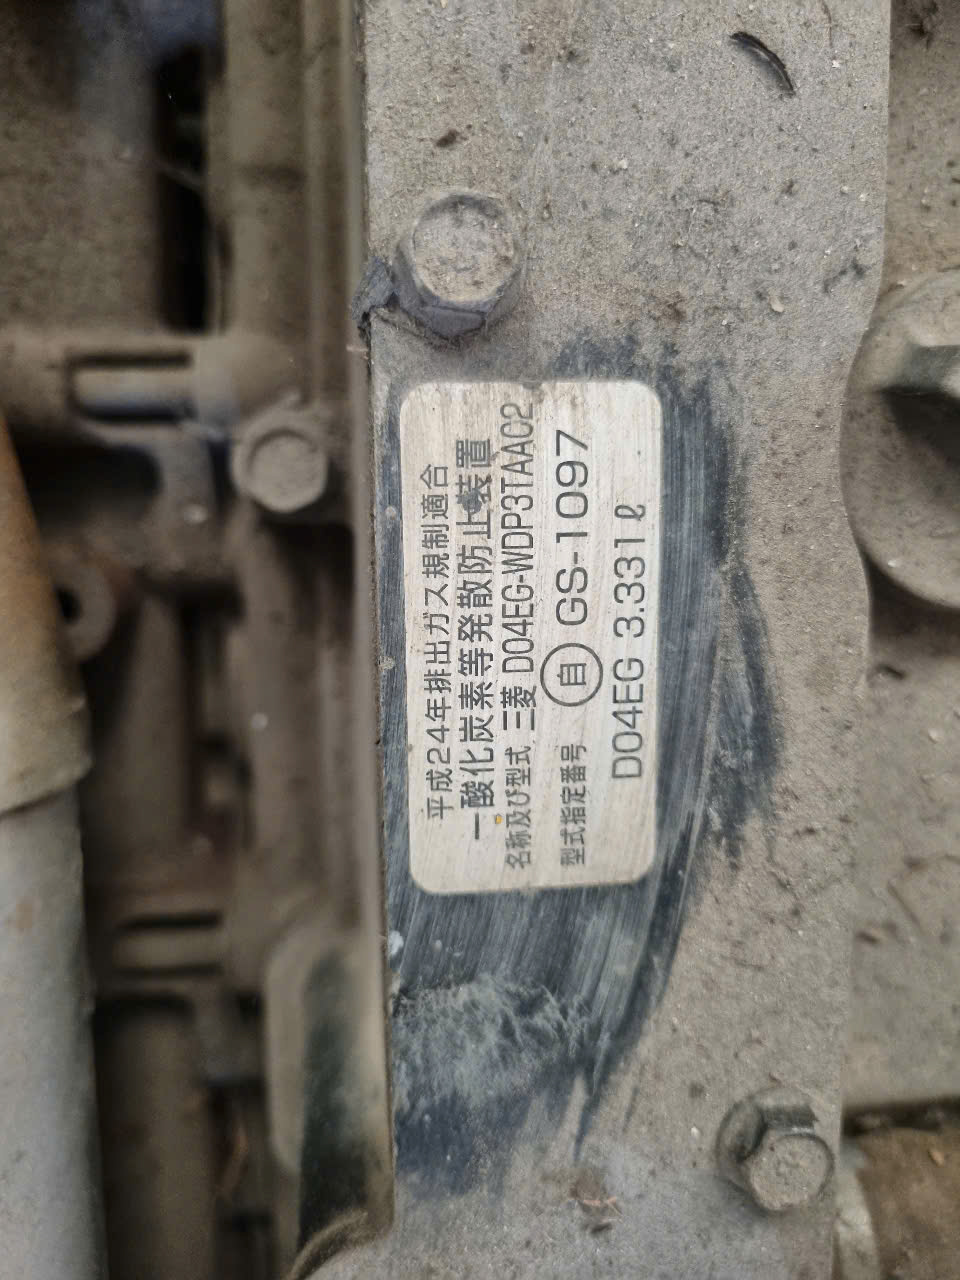 平成24年排出ガス規制適合
一酸化炭素等発散防止装置
名称及び型式 三菱 D04EG-WDP3TAAC2
型式指定番号 自 GS-1097
D04EG 3.331ℓ